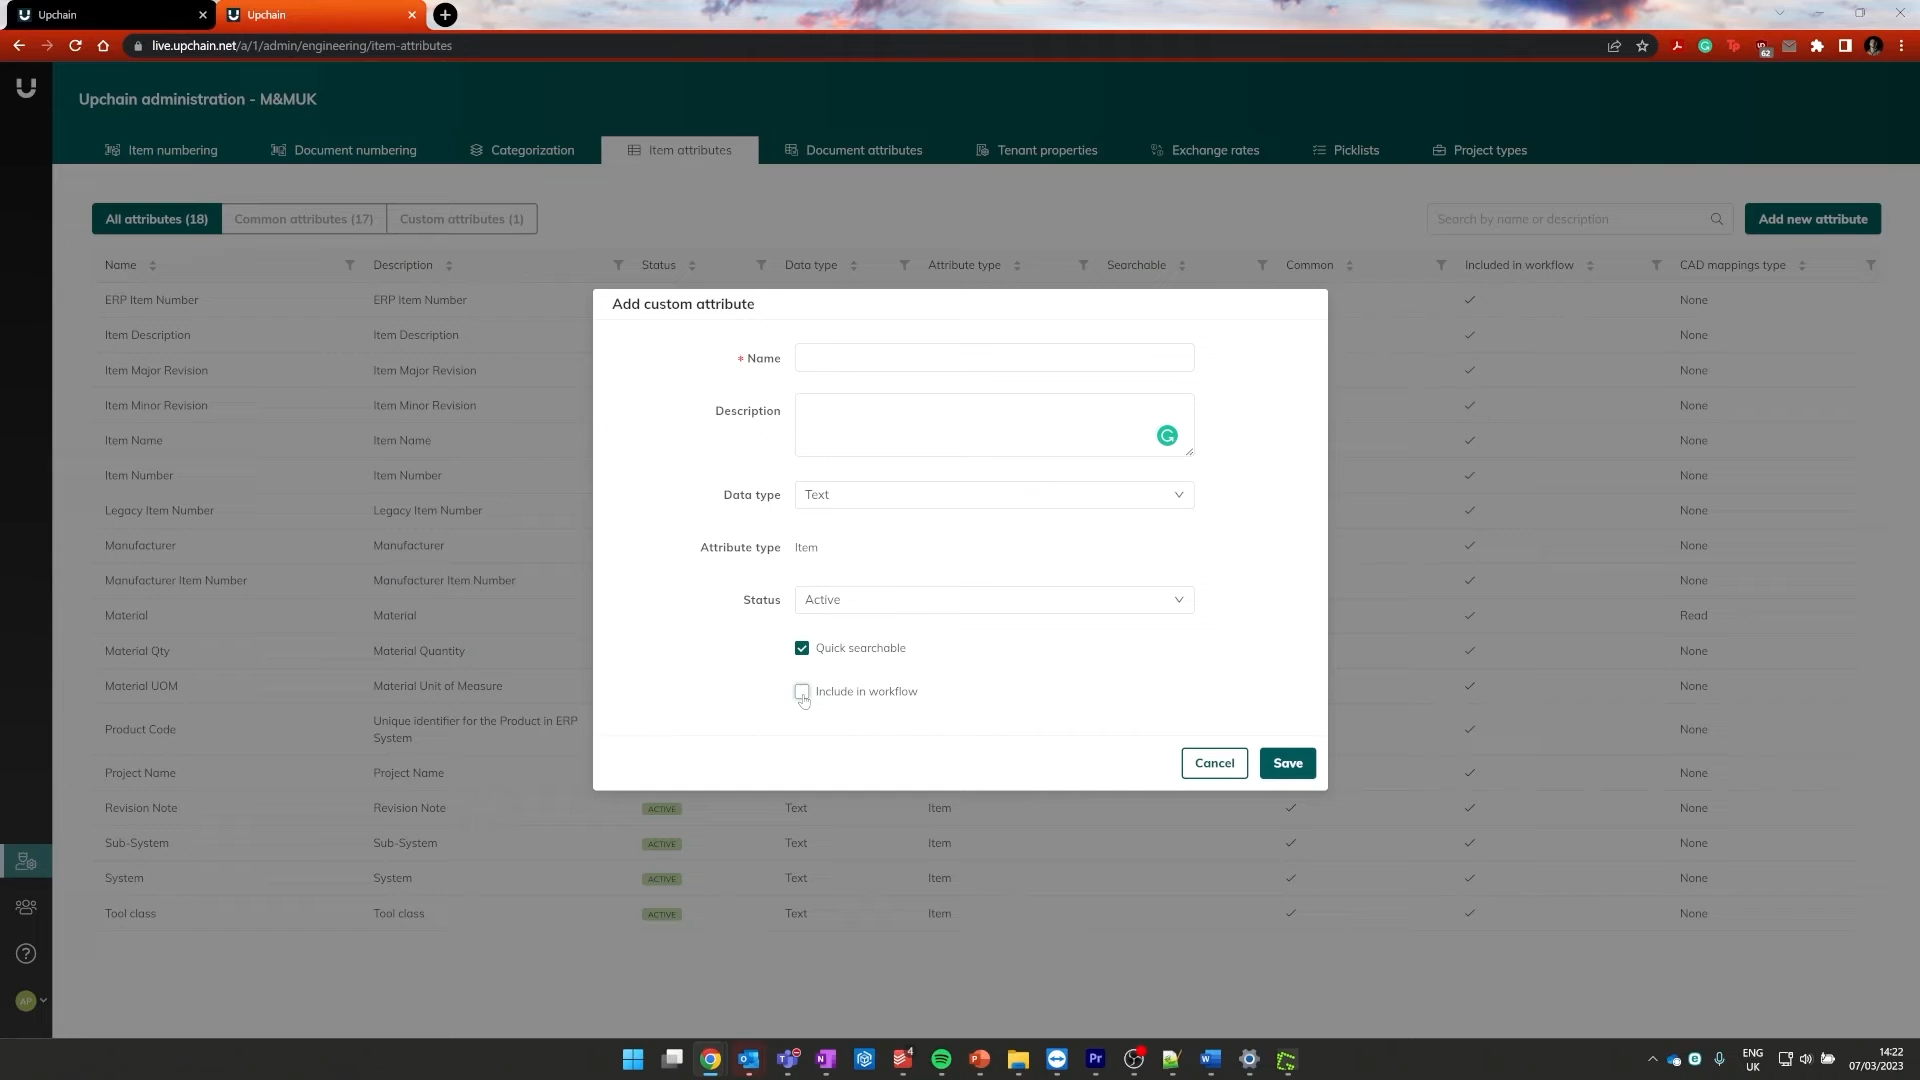 Upchain
Upchain
live.upchain.net/a/1/admin/engineering/item-attributes
62
Upchain administration - M&MUK
Item numbering Document numbering Categorization Item attributes Document attributes Tenant properties Exchange rates Picklists Project types
All attributes (18) Common attributes (17) Custom attributes (1) Search by name or description Add new attribute
Name Description Status Data type Attribute type Searchable Common Included in workflow CAD mappings type
ERP Item Number ERP Item Number None
Item Description Item Description None
Item Major Revision Item Major Revision None
Item Minor Revision Item Minor Revision None
Item Name Item Name None
Item Number Item Number None
Legacy Item Number Legacy Item Number None
Manufacturer Manufacturer None
Manufacturer Item Number Manufacturer Item Number None
Material Material Read
Material Qty Material Quantity None
Material UOM Material Unit of Measure None
Product Code Unique identifier for the Product in ERP None
System
Project Name Project Name None
Revision Note Revision Note ACTIVE Text Item None
Sub-System Sub-System ACTIVE Text Item None
System System ACTIVE Text Item None
Tool class Tool class ACTIVE Text Item None
Add custom attribute
* Name
Description
Data type Text
Attribute type Item
Status Active
Quick searchable
Include in workflow
Cancel Save
AP
4
Pr
ENG
UK
14:22
07/03/2023